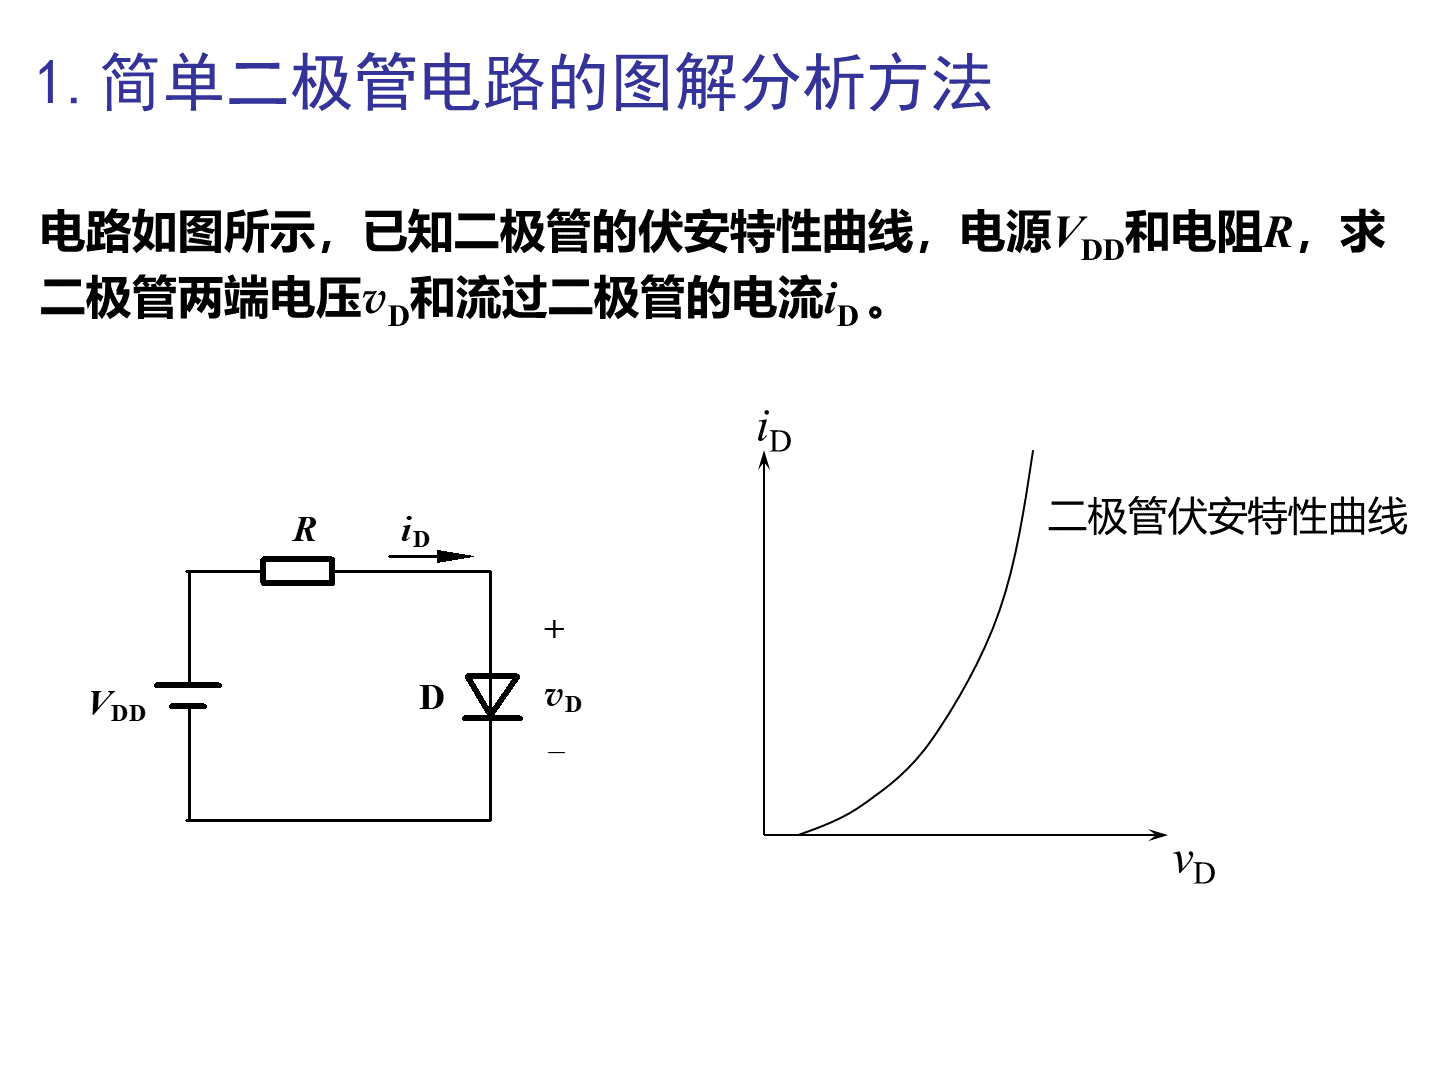 1. 简单二极管电路的图解分析方法
电路如图所示，已知二极管的伏安特性曲线，电源VDD和电阻R，求
二极管两端电压vD和流过二极管的电流iD 。
iD
二极管伏安特性曲线
R
iD
+
VDD
D
vD
–
vD